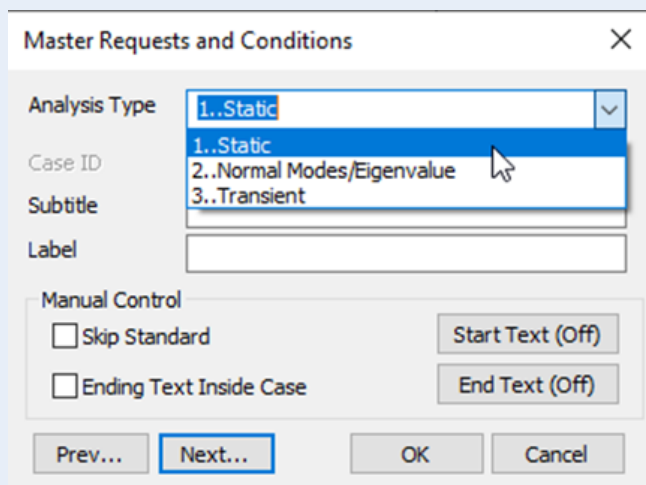 Master Requests and Conditions
Analysis Type 1..Static
1..Static
Case ID
2..Normal Modes/Eigenvalue
3..Transient
Subtitle
Label
Manual Control
Skip Standard Start Text (Off)
Ending Text Inside Case End Text (Off)
Prev... Next... OK Cancel